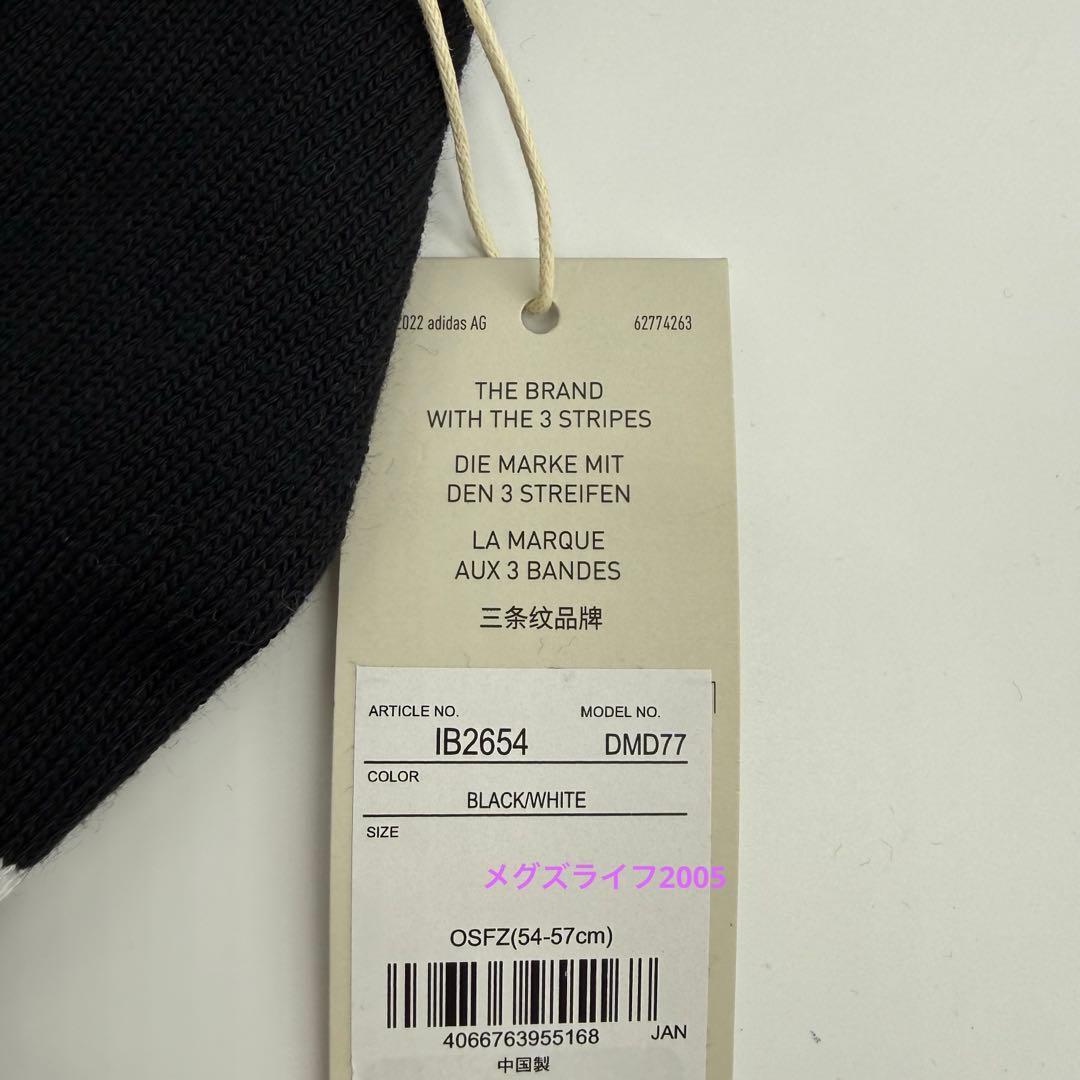 2022 adidas AG
62774263
THE BRAND
WITH THE 3 STRIPES
DIE MARKE MIT
DEN 3 STREIFEN
LA MARQUE
AUX 3 BANDES
三条纹品牌
ARTICLE NO.
MODEL NO.
IB2654
DMD77
COLOR
BLACK/WHITE
SIZE
メグズライフ2005
OSFZ(54-57cm)
4066763955168
JAN
中国製